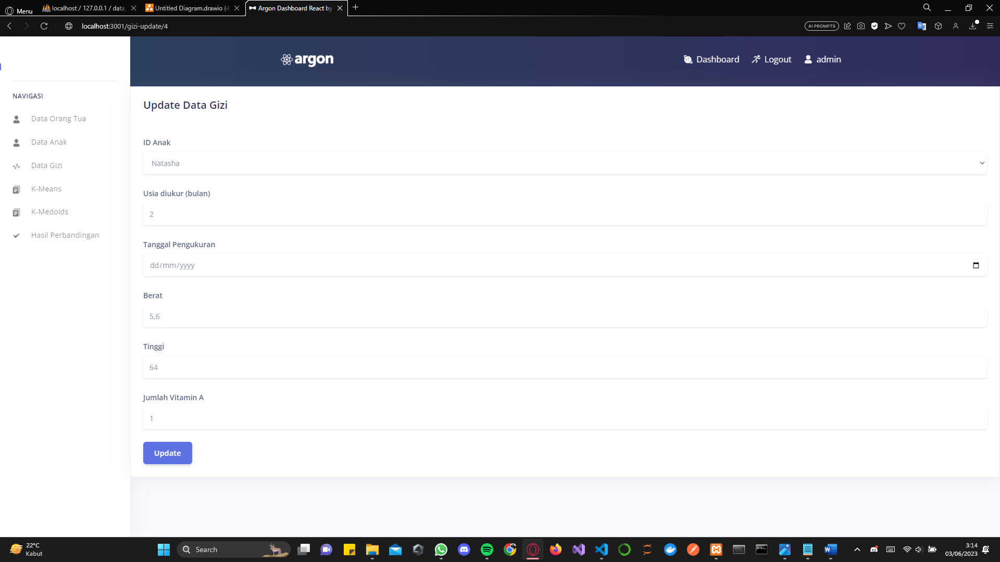 Menu
localhost / 127.0.0.1 / data_
Untitled Diagram.drawio (4
Argon Dashboard React by
localhost:3001/gizi-update/4
AI PROMPTS
argon
Dashboard
Logout
admin
NAVIGASI
Data Orang Tua
Data Anak
Data Gizi
K-Means
K-Medoids
Hasil Perbandingan
Update Data Gizi
ID Anak
Natasha
Usia diukur (bulan)
2
Tanggal Pengukuran
dd/mm/yyyy
Berat
5,6
Tinggi
64
Jumlah Vitamin A
1
Update
22°C
Kabut
Search
3:14
03/06/2023